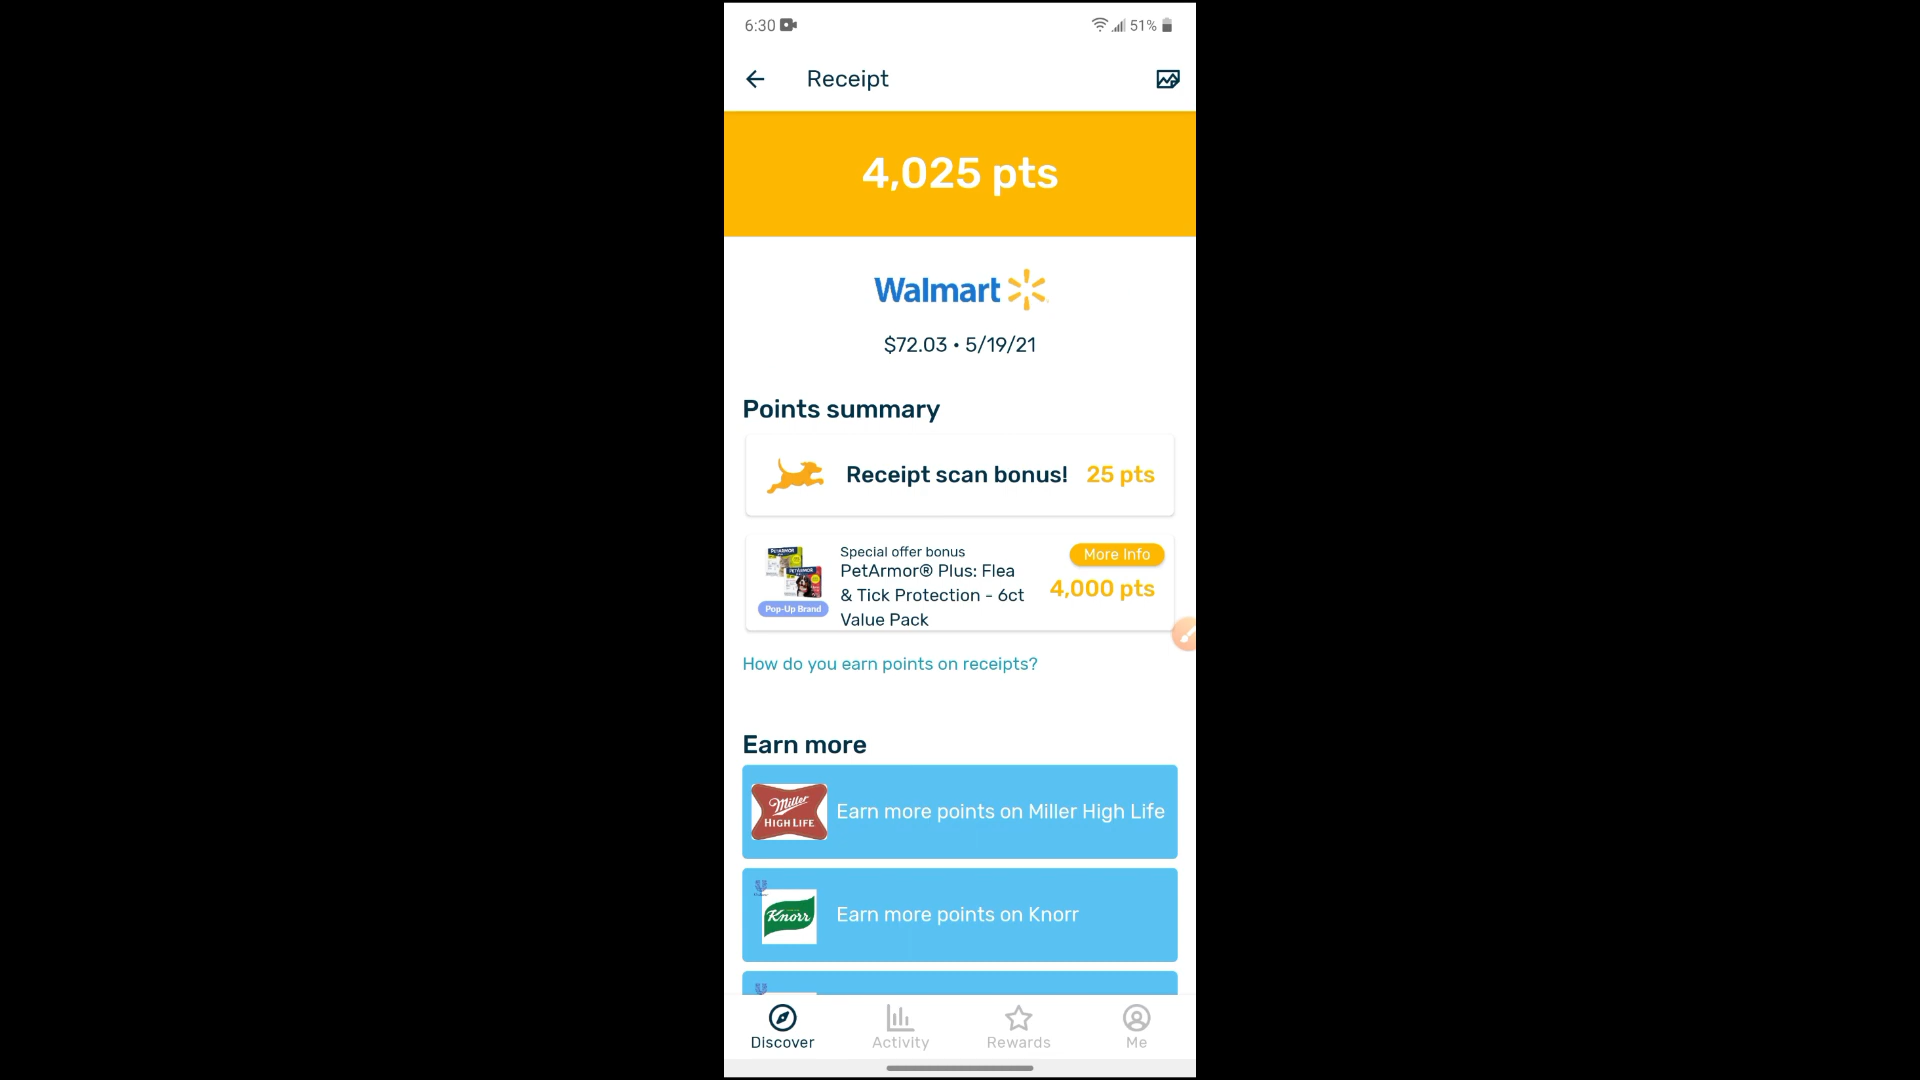 6:30
51%
Receipt
4,025 pts
Walmart
$72.03 • 5/19/21
Points summary
Receipt scan bonus! 25 pts
PETARMOR
PETARMOR
Pop-Up Brand
Special offer bonus
PetArmor® Plus: Flea
& Tick Protection - 6ct
Value Pack
More Info
4,000 pts
How do you earn points on receipts?
Earn more
Miller
HIGH LIFE
Earn more points on Miller High Life
Knorr
Earn more points on Knorr
Discover
Activity
Rewards
Me